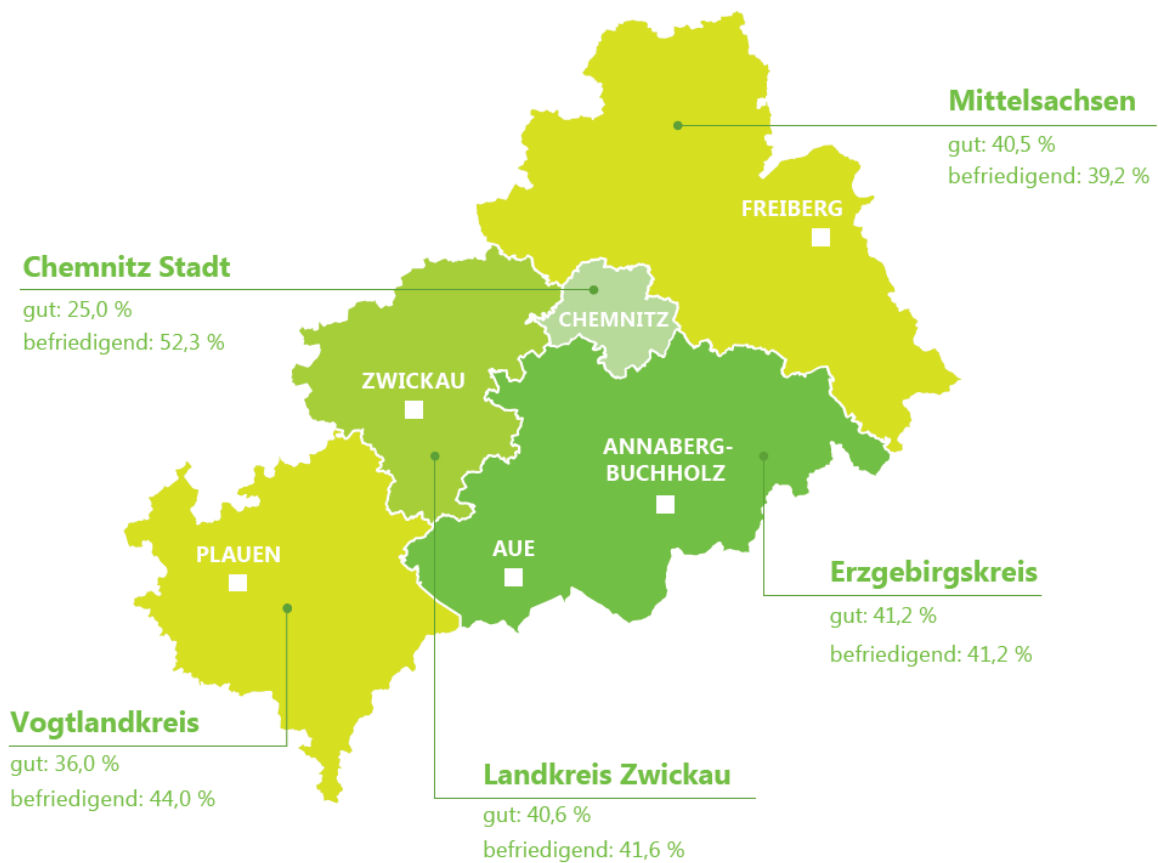 Mittelsachsen
gut: 40,5 %
befriedigend: 39,2 %
FREIBERG
Chemnitz Stadt
gut: 25,0 %
befriedigend: 52,3 %
CHEMNITZ
ZWICKAU
ANNABERG-
BUCHHOLZ
AUE
PLAUEN
Erzgebirgskreis
gut: 41,2 %
befriedigend: 41,2 %
Vogtlandkreis
gut: 36,0 %
befriedigend: 44,0 %
Landkreis Zwickau
gut: 40,6 %
befriedigend: 41,6 %